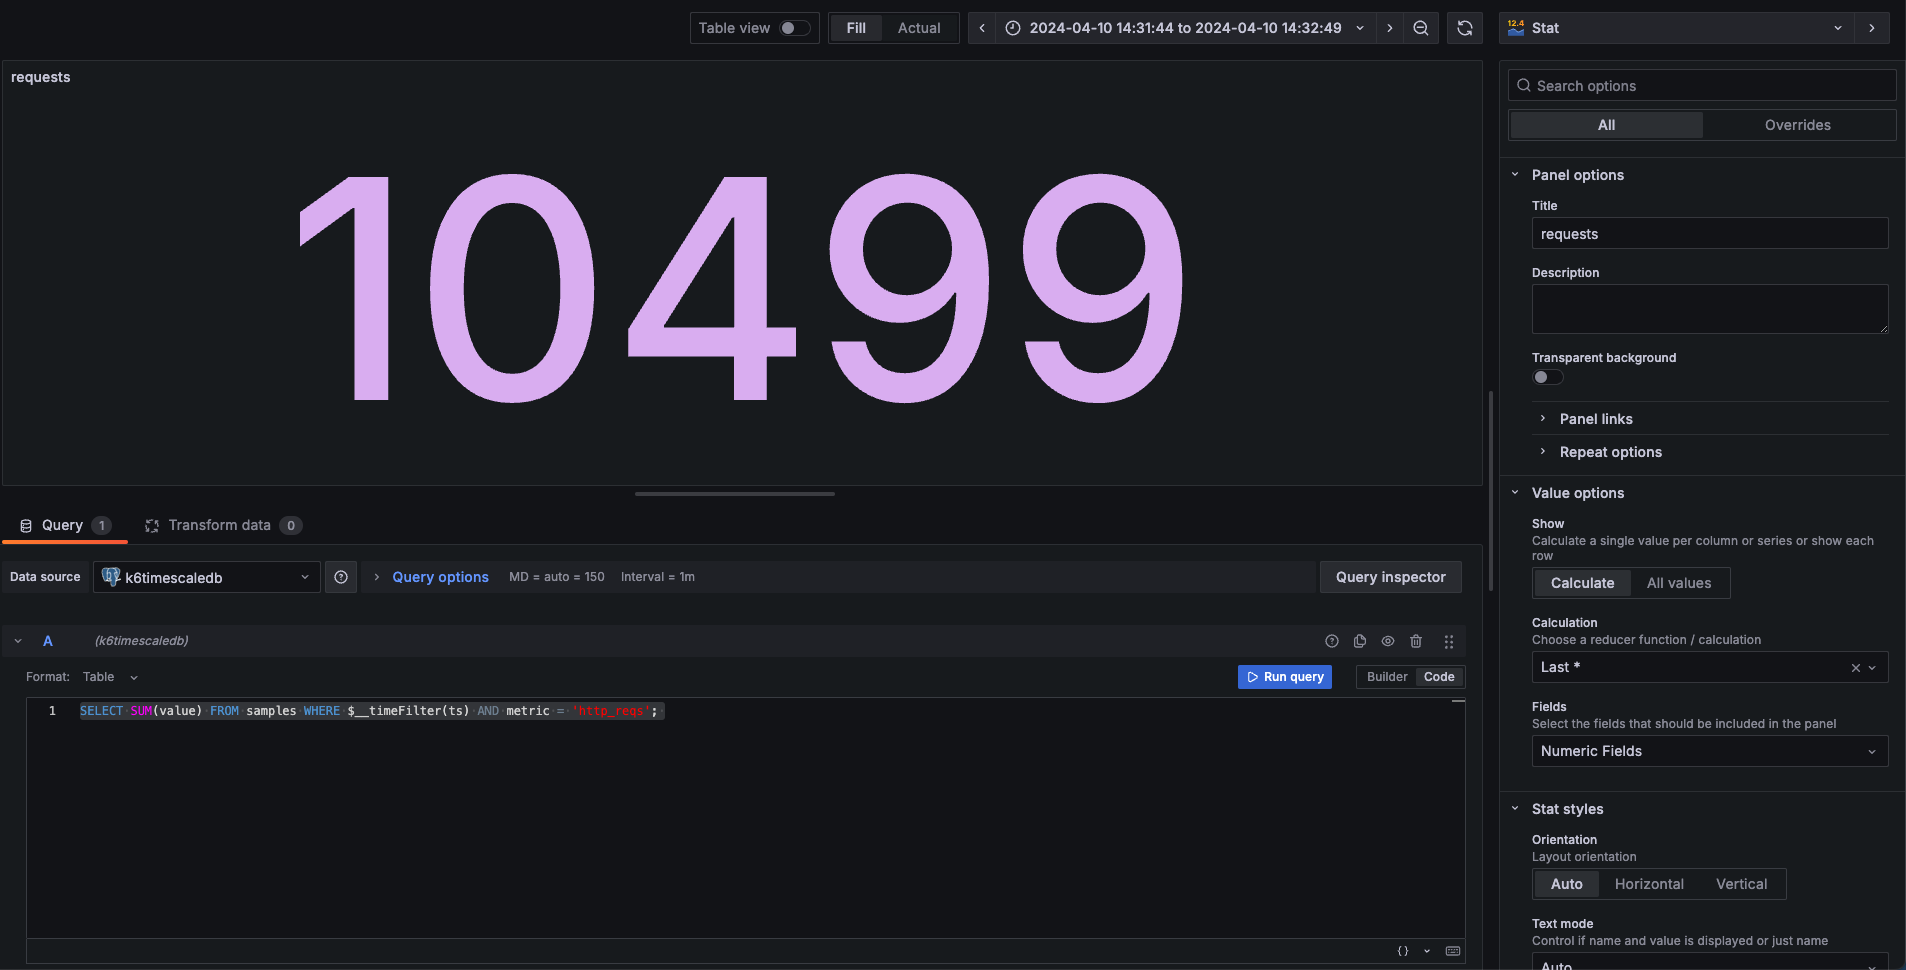 Table view
Fill Actual
2024-04-10 14:31:44 to 2024-04-10 14:32:49
12.4 Stat
requests
10499
Search options
All Overrides
Panel options
Title
requests
Description
Transparent background
Panel links
Repeat options
Value options
Show
Calculate a single value per column or series or show each
row
Calculate All values
Calculation
Choose a reducer function / calculation
Last *
Fields
Select the fields that should be included in the panel
Numeric Fields
Stat styles
Orientation
Layout orientation
Auto Horizontal Vertical
Text mode
Control if name and value is displayed or just name
Auto
Query 1 Transform data 0
Data source k6timescaledb Query options MD = auto = 150 Interval = 1m Query inspector
A (k6timescaledb)
Format: Table Run query Builder Code
1 SELECT SUM(value) FROM samples WHERE $__timeFilter(ts) AND metric = 'http_reqs';
{}